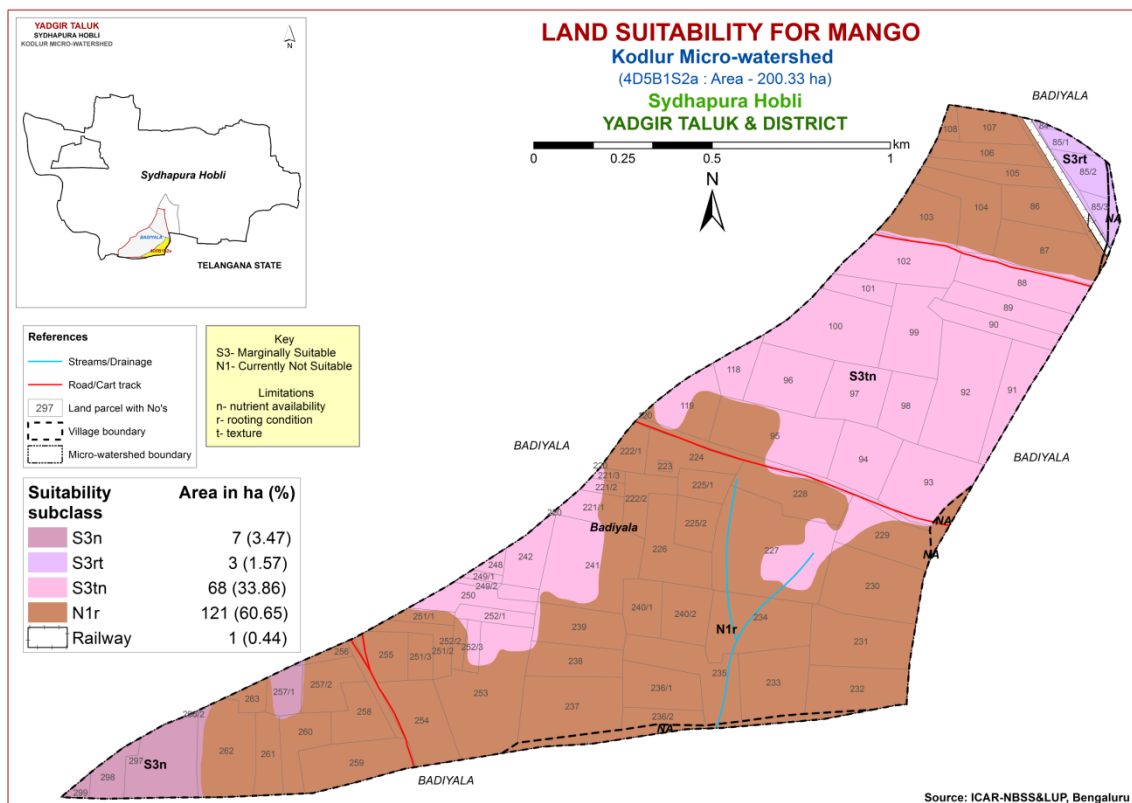 YADGIR TALUK
SYDHAPURA HOBLI
KODLUR MICRO-WATERSHED
N
Sydhapura Hobli
BADIYALA
4D5B1S2a
TELANGANA STATE
LAND SUITABILITY FOR MANGO
Kodlur Micro-watershed
(4D5B1S2a : Area - 200.33 ha)
Sydhapura Hobli
YADGIR TALUK & DISTRICT
km
0 0.25 0.5 1
N
References
Streams/Drainage
Road/Cart track
297 Land parcel with No's
Village boundary
Micro-watershed boundary
Key
S3- Marginally Suitable
N1- Currently Not Suitable
Limitations
n- nutrient availability
r- rooting condition
t- texture
Suitability subclass Area in ha (%)
S3n 7 (3.47)
S3rt 3 (1.57)
S3tn 68 (33.86)
N1r 121 (60.65)
Railway 1 (0.44)
BADIYALA
108 107 84
85/1
S3rt
106
105
85/2
104 86 85/3
103
NA
87
102
88
101
89
90
100 99
118
96 S3tn
97 98 92 91
119
120
95
94
BADIYALA
BADIYALA
93
222/1 224
220 223
221/3
221/2 225/1 228
222/2
221/1
NA
Badiyala 225/2
229
NA
226 227
242
248 241
249/1
249/2
250
230
240/1 240/2 234
251/1 252/1
239 N1r
231
252/2
252/3
251/2
251/3
255
256
238
235
253
236/1 233 232
257/1 257/2
263
237
236/2
NA
258 254
260
262 261
259
297 S3n
298
299
BADIYALA
Source: ICAR-NBSS&LUP, Bengaluru